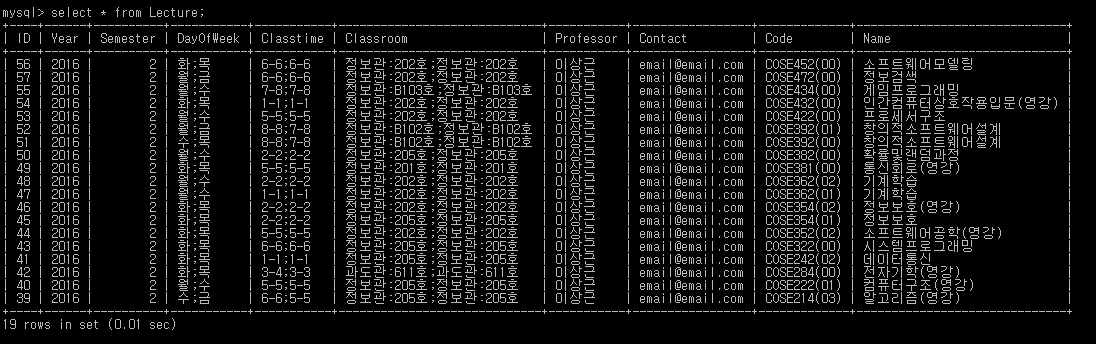 mysql> select * from Lecture;
| ID | Year | Semester | DayOfWeek | Classtime | Classroom | Professor | Contact | Code | Name |
| 56 | 2016 | 2 | 화;목 | 6-6;6-6 | 정보관:202호;정보관:202호 | 이상근 | email@email.com | COSE452(00) | 소프트웨어모델링 |
| 57 | 2016 | 2 | 월;금 | 6-6;6-6 | 정보관:202호;정보관:202호 | 이상근 | email@email.com | COSE472(00) | 정보검색 |
| 55 | 2016 | 2 | 월;수 | 7-8;7-8 | 정보관:B103호;정보관:B103호 | 이상근 | email@email.com | COSE434(00) | 게임프로그래밍 |
| 54 | 2016 | 2 | 화;목 | 1-1;1-1 | 정보관:202호;정보관:202호 | 이상근 | email@email.com | COSE432(00) | 인간컴퓨터상호작용입문(영강) |
| 53 | 2016 | 2 | 월;수 | 5-5;5-5 | 정보관:202호;정보관:202호 | 이상근 | email@email.com | COSE422(00) | 프로세서구조 |
| 52 | 2016 | 2 | 월;금 | 8-8;7-8 | 정보관:B102호;정보관:B102호 | 이상근 | email@email.com | COSE392(01) | 창의적소프트웨어설계 |
| 51 | 2016 | 2 | 수;목 | 8-8;7-8 | 정보관:B102호;정보관:B102호 | 이상근 | email@email.com | COSE392(00) | 창의적소프트웨어설계 |
| 50 | 2016 | 2 | 월;수 | 2-2;2-2 | 정보관:205호;정보관:205호 | 이상근 | email@email.com | COSE382(00) | 확률및랜덤과정 |
| 49 | 2016 | 2 | 화;목 | 5-5;5-5 | 정보관:201호;정보관:201호 | 이상근 | email@email.com | COSE381(00) | 통신회로(영강) |
| 48 | 2016 | 2 | 월;수 | 2-2;2-2 | 정보관:202호;정보관:202호 | 이상근 | email@email.com | COSE362(02) | 기계학습 |
| 47 | 2016 | 2 | 월;수 | 1-1;1-1 | 정보관:202호;정보관:202호 | 이상근 | email@email.com | COSE362(01) | 기계학습 |
| 46 | 2016 | 2 | 화;목 | 2-2;2-2 | 정보관:202호;정보관:202호 | 이상근 | email@email.com | COSE354(02) | 정보보호(영강) |
| 45 | 2016 | 2 | 화;목 | 2-2;2-2 | 정보관:205호;정보관:205호 | 이상근 | email@email.com | COSE354(01) | 정보보호 |
| 44 | 2016 | 2 | 화;목 | 5-5;5-5 | 정보관:202호;정보관:202호 | 이상근 | email@email.com | COSE352(02) | 소프트웨어공학(영강) |
| 43 | 2016 | 2 | 화;목 | 6-6;6-6 | 정보관:205호;정보관:205호 | 이상근 | email@email.com | COSE322(00) | 시스템프로그래밍 |
| 41 | 2016 | 2 | 화;목 | 1-1;1-1 | 정보관:205호;정보관:205호 | 이상근 | email@email.com | COSE242(02) | 데이터통신 |
| 42 | 2016 | 2 | 화;목 | 3-4;3-3 | 과도관:611호;과도관:611호 | 이상근 | email@email.com | COSE284(00) | 전자기학(영강) |
| 40 | 2016 | 2 | 월;수 | 5-5;5-5 | 정보관:205호;정보관:205호 | 이상근 | email@email.com | COSE222(01) | 컴퓨터구조(영강) |
| 39 | 2016 | 2 | 수;금 | 6-6;5-5 | 정보관:205호;정보관:205호 | 이상근 | email@email.com | COSE214(03) | 알고리즘(영강) |
19 rows in set (0.01 sec)